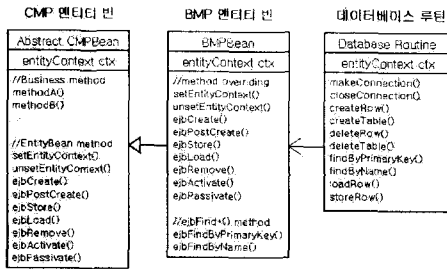 CMP 엔티티 빈
Abstract CMPBean
entityContext ctx
//Business method
methodA()
methodB()
//EntityBean method
setEntityContext()
unsetEntityContext()
ejbCreate()
ejbPostCreate()
ejbStore()
ejbLoad()
ejbRemove()
ejbActivate()
ejbPassivate()
BMP 엔티티 빈
BMPBean
entityContext ctx
//method overriding
setEntityContext()
unsetEntityContext()
ejbCreate()
ejbPostCreate()
ejbStore()
ejbLoad()
ejbRemove()
ejbActivate()
ejbPassivate()
//ejbFind*() method
ejbFindByPrimaryKey()
ejbFindByName()
데이터베이스 루틴
Database Routine
entityContext ctx
makeConnection()
closeConnection()
createRow()
createTable()
deleteRow()
deleteTable()
findByPrimaryKey()
findByName()
loadRow()
storeRow()